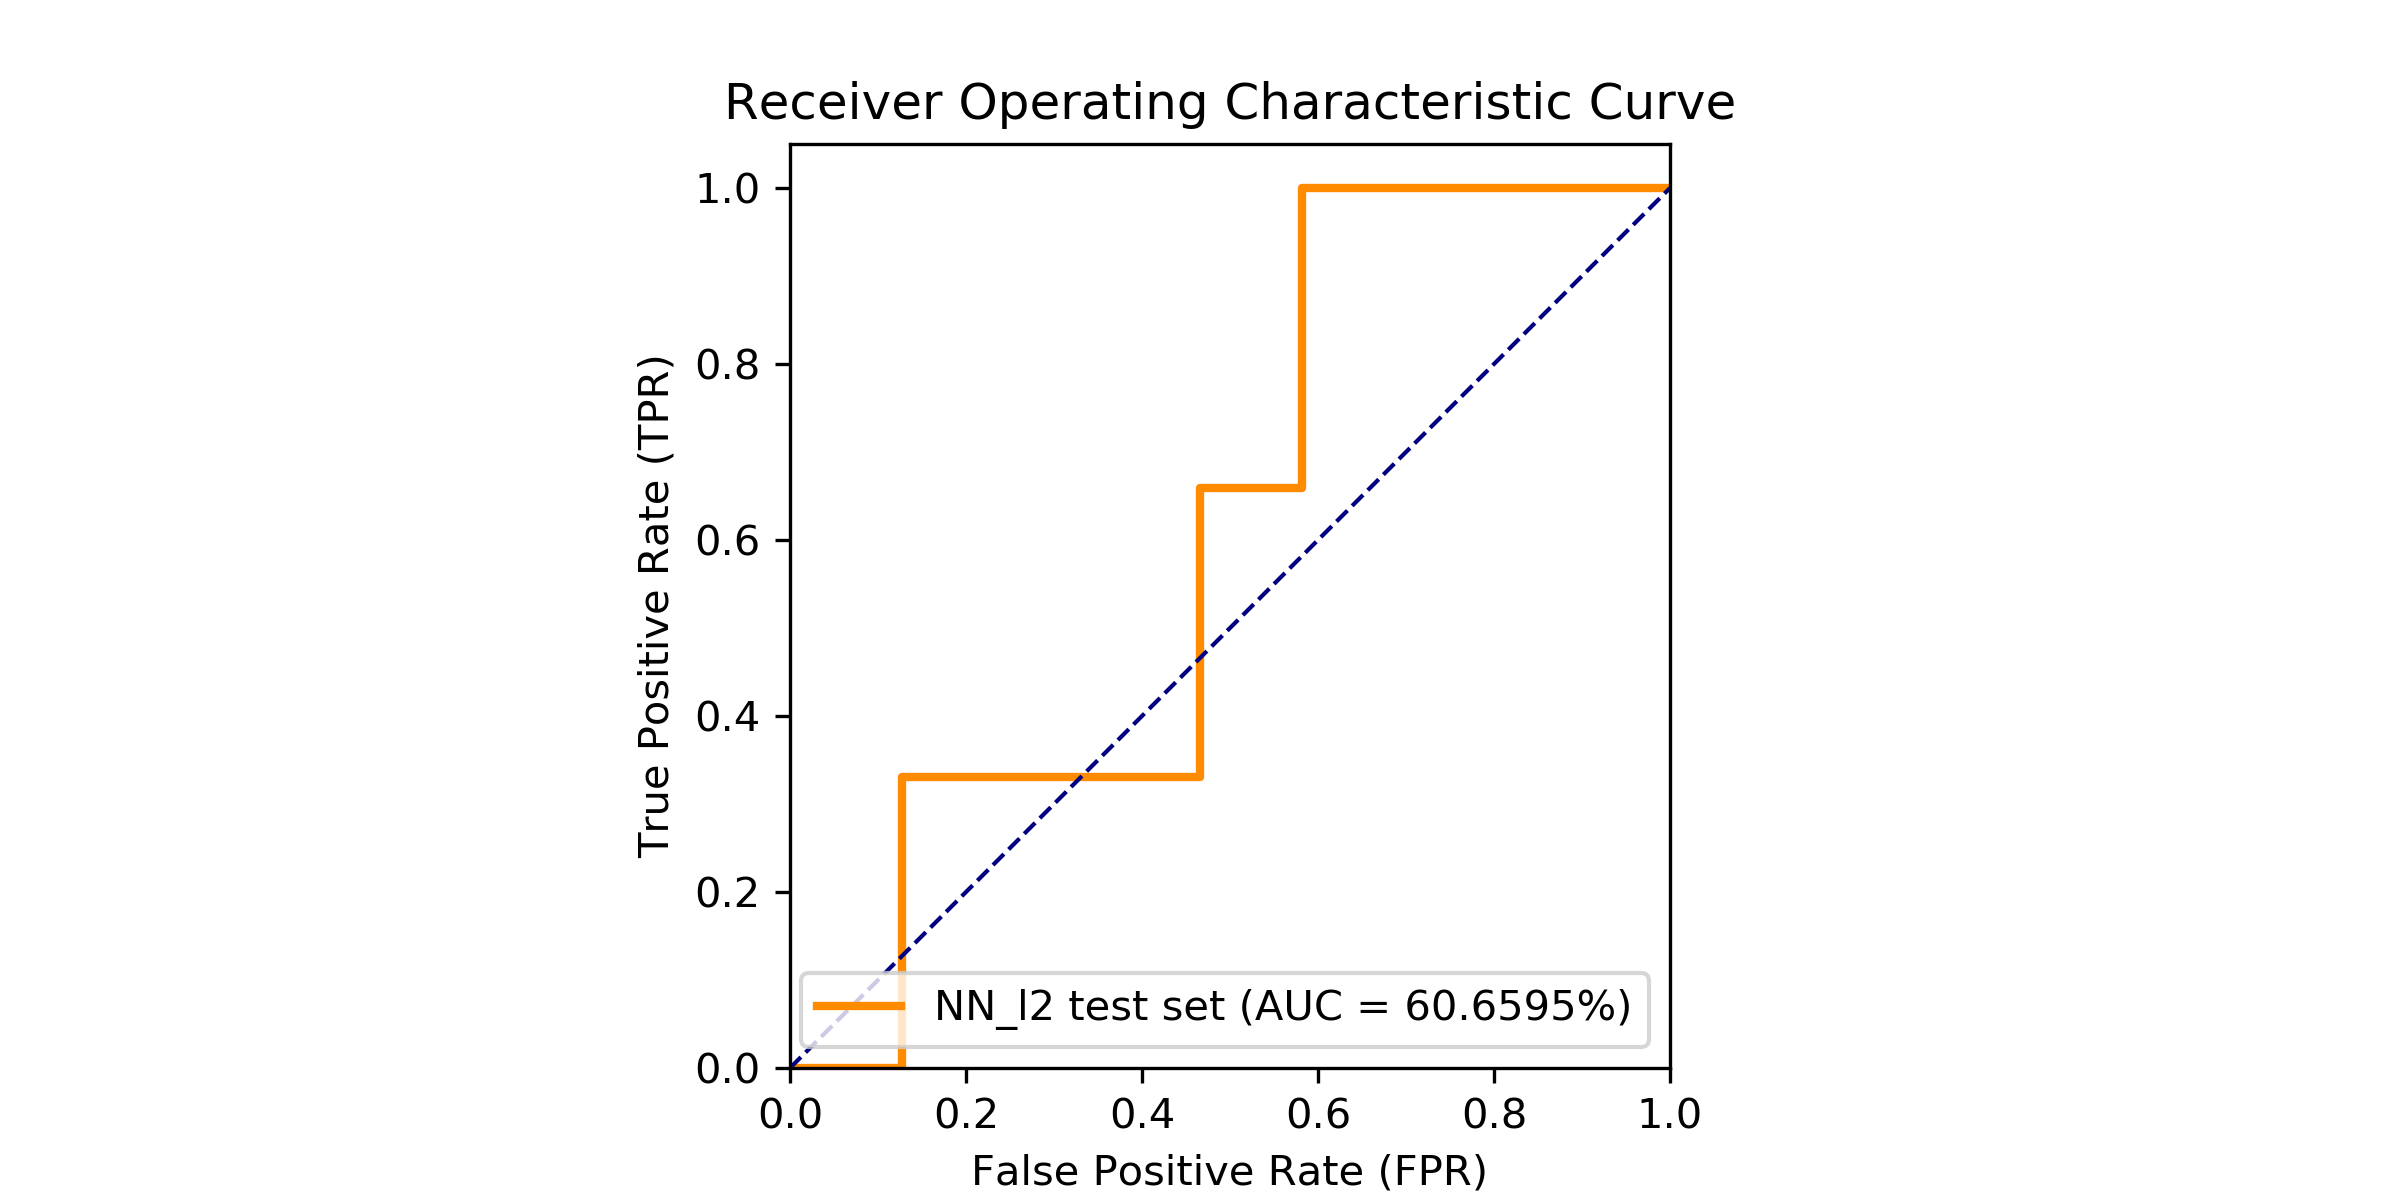 Receiver Operating Characteristic Curve
True Positive Rate (TPR)
1.0
0.8
0.6
0.4
0.2
0.0
NN_l2 test set (AUC = 60.6595%)
0.0 0.2 0.4 0.6 0.8 1.0
False Positive Rate (FPR)